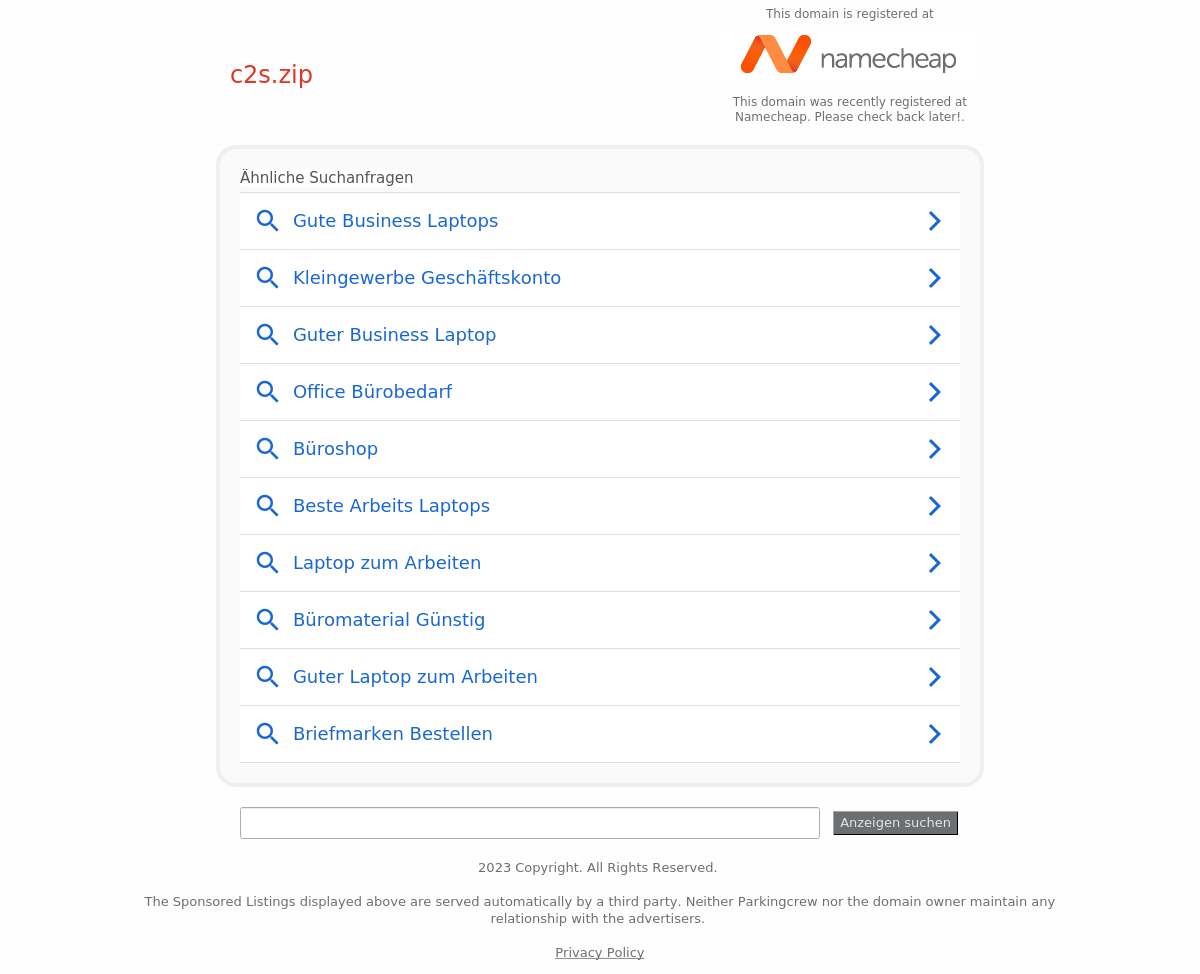 This domain is registered at
namecheap
c2s.zip
This domain was recently registered at
Namecheap. Please check back later!.
Ähnliche Suchanfragen
Gute Business Laptops
Kleingewerbe Geschäftskonto
Guter Business Laptop
Office Bürobedarf
Büroshop
Beste Arbeits Laptops
Laptop zum Arbeiten
Büromaterial Günstig
Guter Laptop zum Arbeiten
Briefmarken Bestellen
Anzeigen suchen
2023 Copyright. All Rights Reserved.
The Sponsored Listings displayed above are served automatically by a third party. Neither Parkingcrew nor the domain owner maintain any
relationship with the advertisers.
Privacy Policy